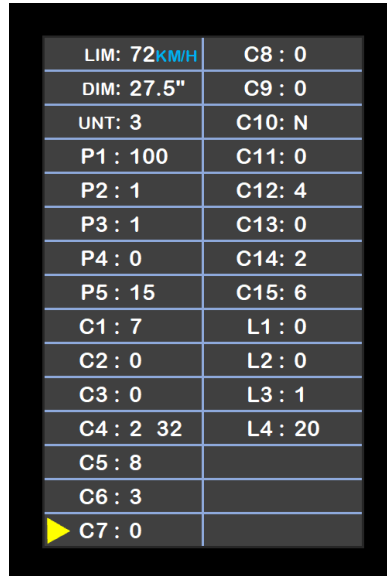 LIM: 72KM/H
DIM: 27.5"
UNT: 3
P1 : 100
P2 : 1
P3 : 1
P4 : 0
P5 : 15
C1 : 7
C2 : 0
C3 : 0
C4 : 2 32
C5 : 8
C6 : 3
C7 : 0
C8 : 0
C9 : 0
C10: N
C11: 0
C12: 4
C13: 0
C14: 2
C15: 6
L1 : 0
L2 : 0
L3 : 1
L4 : 20